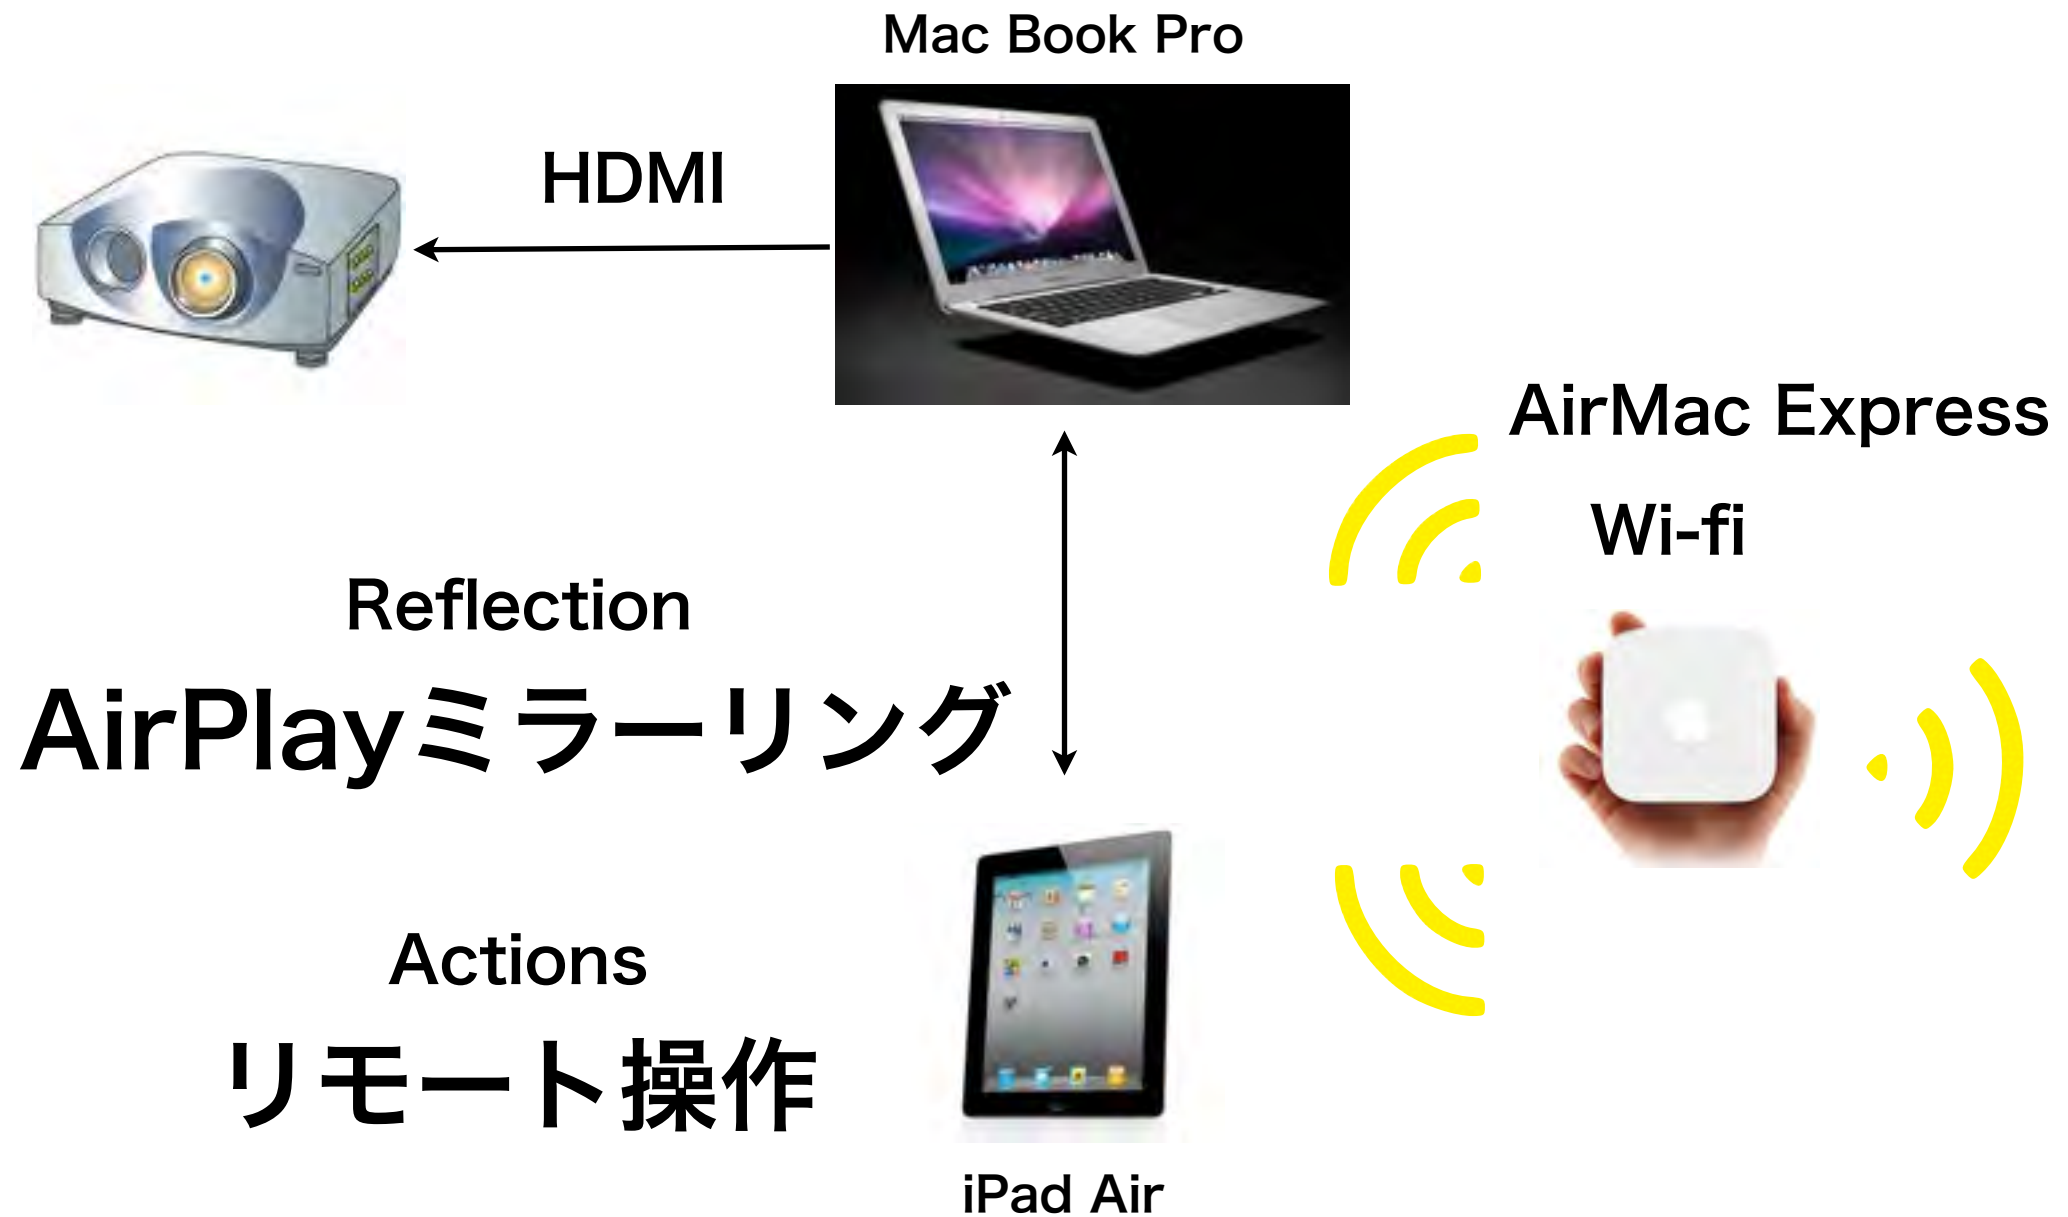 Mac Book Pro
HDMI
AirMac Express
Wi-fi
Reflection
AirPlayミラーリング
Actions
リモート操作
iPad Air